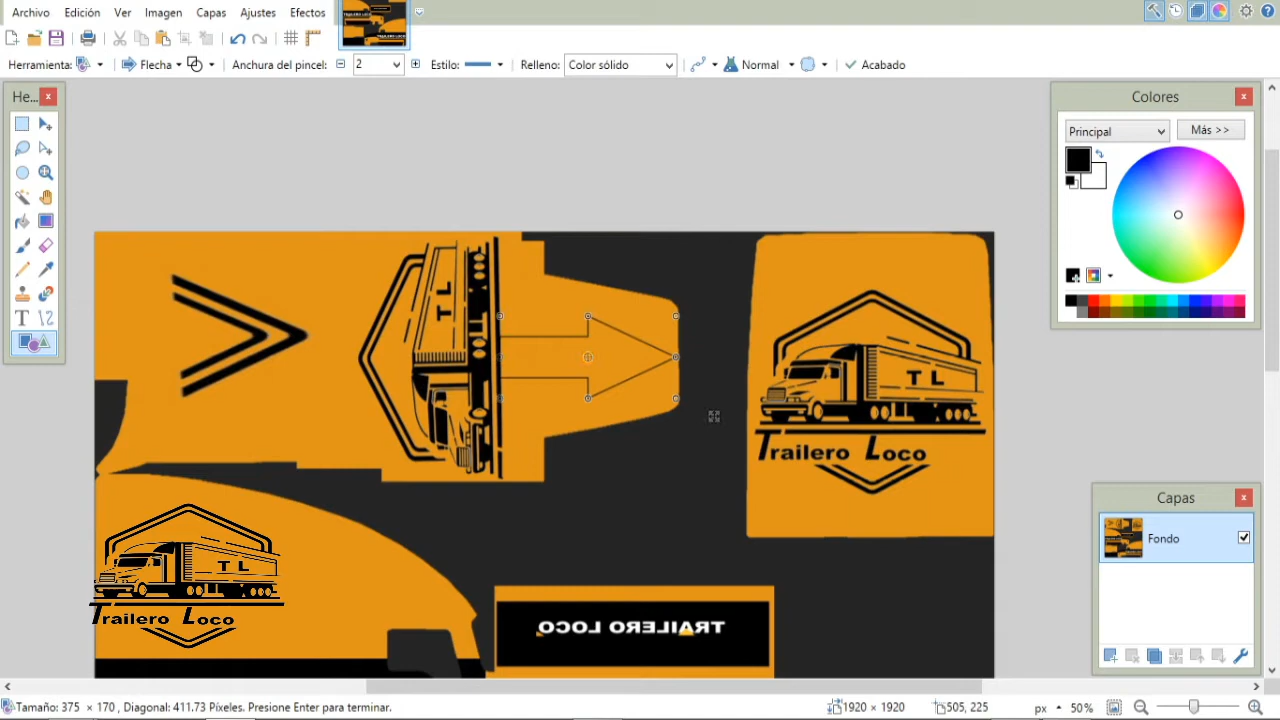 Archivo Edición Ver Imagen Capas Ajustes Efectos
Herramienta: Flecha Anchura del pincel: 2 Estilo: Relleno: Color sólido Normal Acabado
He...
Colores
Principal Más >>
TL
TL
Trailero Loco
TL
Trailero Loco
TRAILERO LOCO
Capas
Fondo
Tamaño: 375 × 170 , Diagonal: 411.73 Píxeles. Presione Enter para terminar. 1920 × 1920 505, 225 px 50%